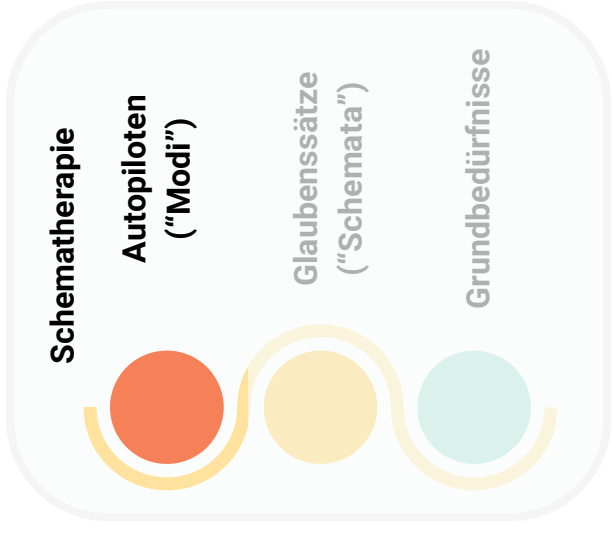 Schematherapie
Autopiloten
(“Modi”)
Glaubenssätze
(“Schemata”)
Grundbedürfnisse